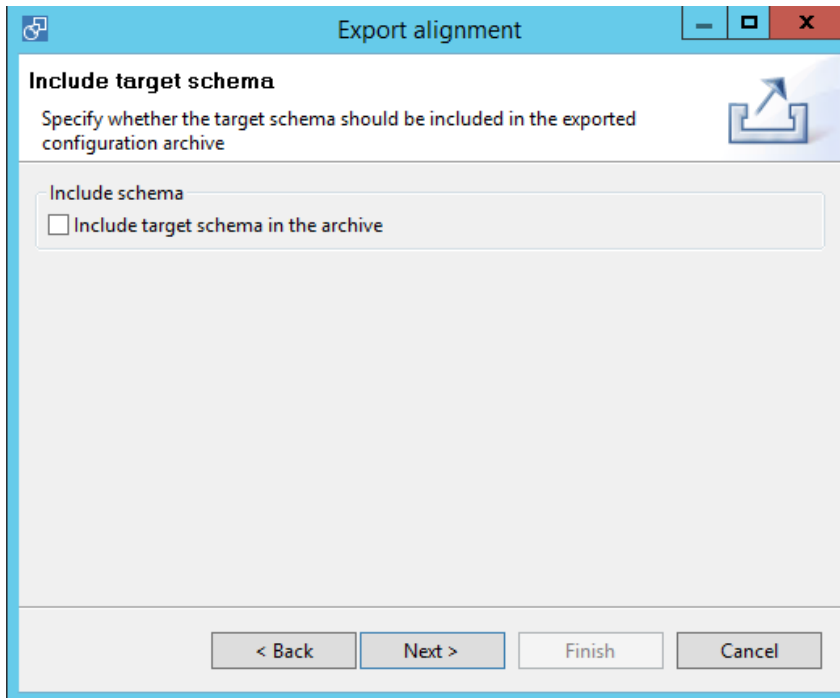 Export alignment
Include target schema
Specify whether the target schema should be included in the exported
configuration archive
Include schema
Include target schema in the archive
< Back
Next >
Finish
Cancel